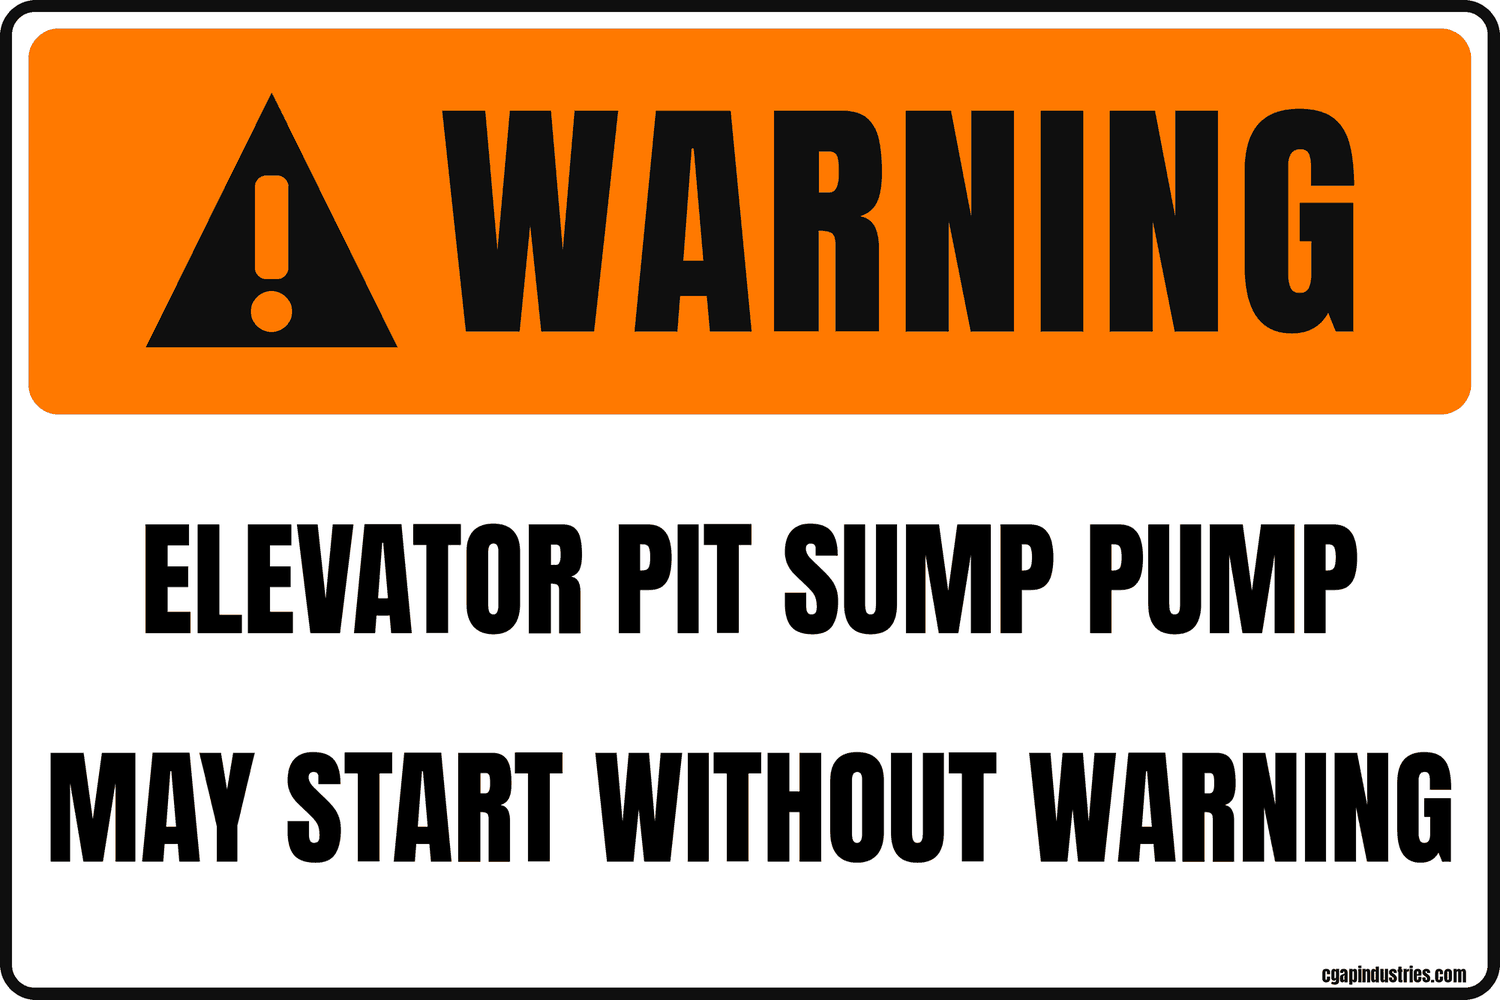 WARNING
ELEVATOR PIT SUMP PUMP
MAY START WITHOUT WARNING
cgapindustries.com